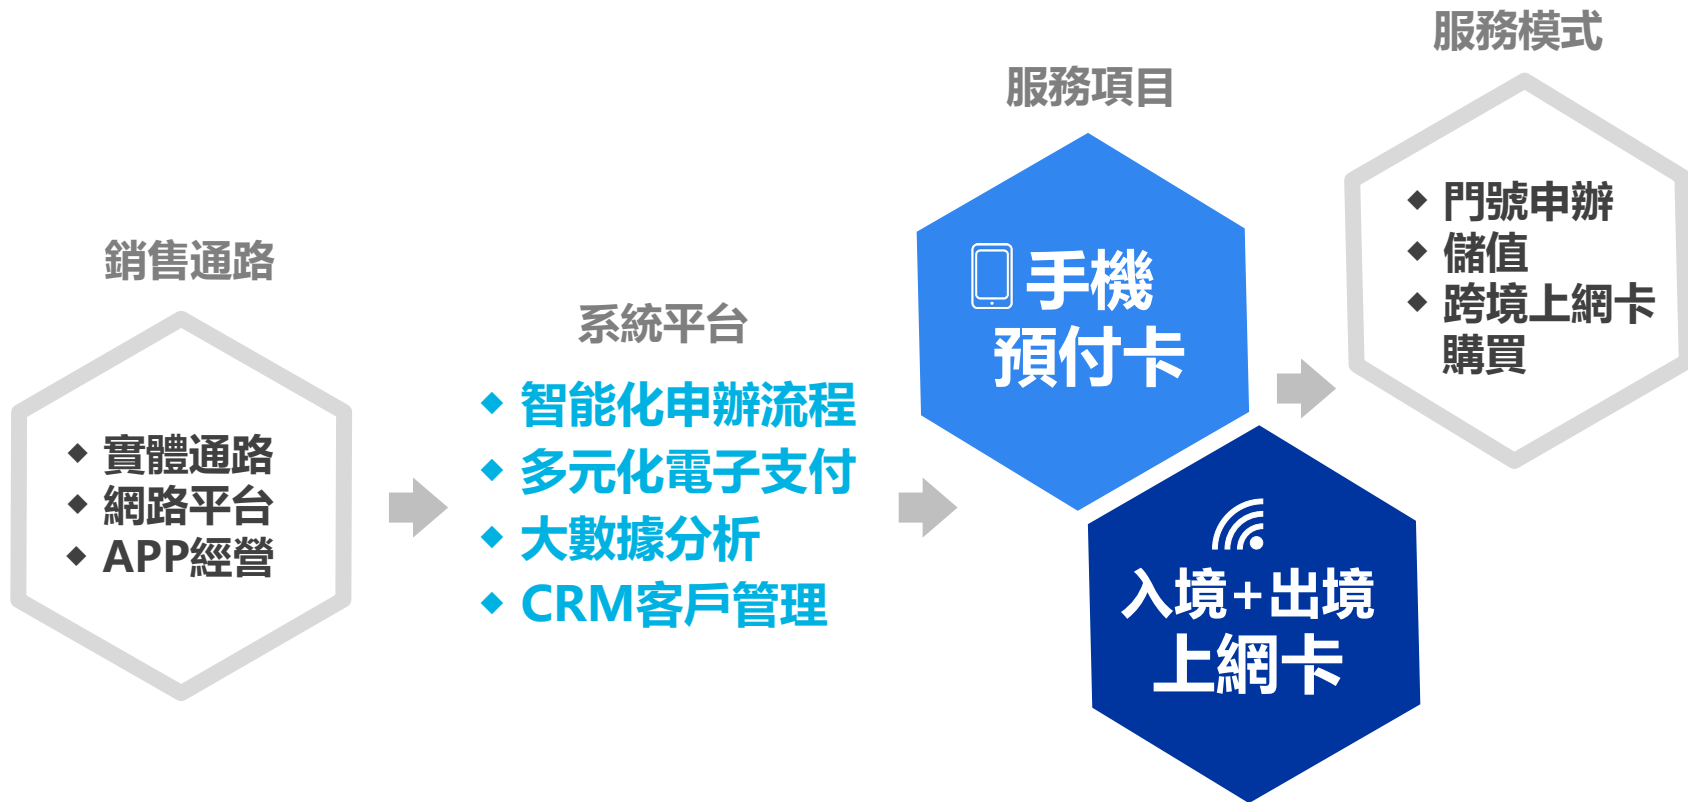 銷售通路
◆ 實體通路
◆ 網路平台
◆ APP經營
系統平台
◆ 智能化申辦流程
◆ 多元化電子支付
◆ 大數據分析
◆ CRM客戶管理
服務項目
手機
預付卡
入境+出境
上網卡
服務模式
◆ 門號申辦
◆ 儲值
◆ 跨境上網卡
購買